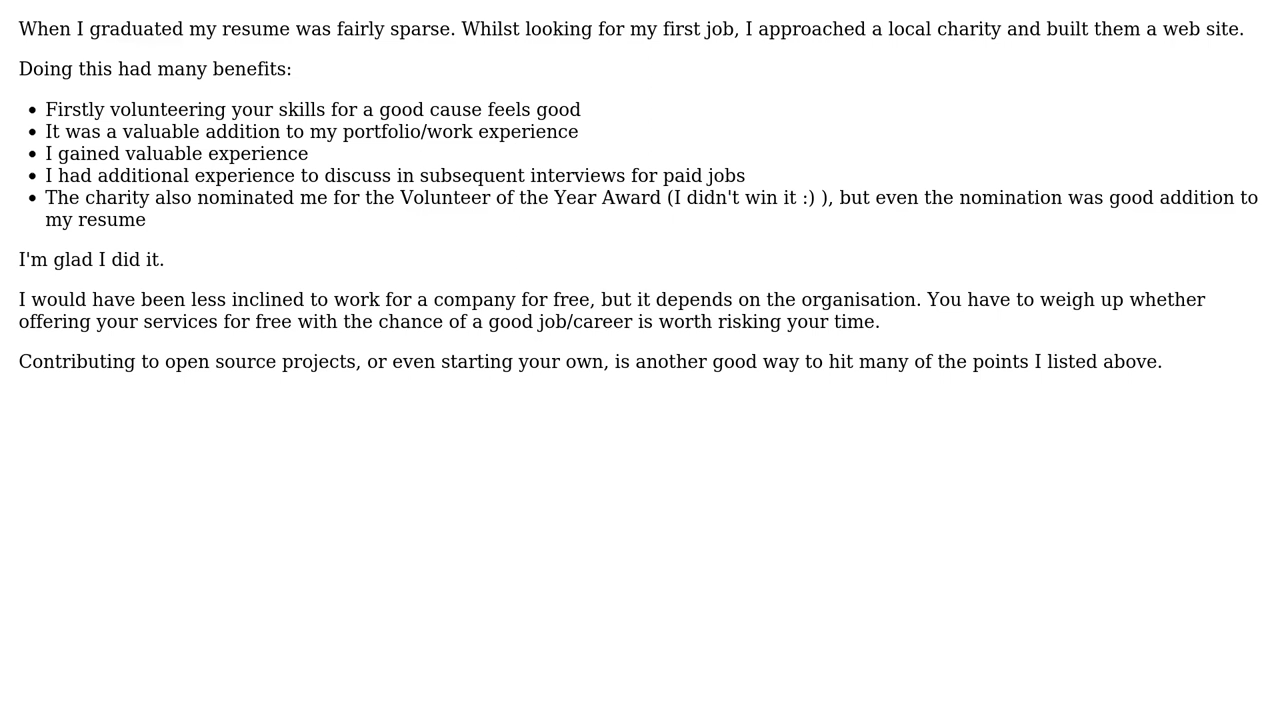 When I graduated my resume was fairly sparse. Whilst looking for my first job, I approached a local charity and built them a web site.
Doing this had many benefits:
• Firstly volunteering your skills for a good cause feels good
• It was a valuable addition to my portfolio/work experience
• I gained valuable experience
• I had additional experience to discuss in subsequent interviews for paid jobs
• The charity also nominated me for the Volunteer of the Year Award (I didn't win it :) ), but even the nomination was good addition to
my resume
I'm glad I did it.
I would have been less inclined to work for a company for free, but it depends on the organisation. You have to weigh up whether
offering your services for free with the chance of a good job/career is worth risking your time.
Contributing to open source projects, or even starting your own, is another good way to hit many of the points I listed above.